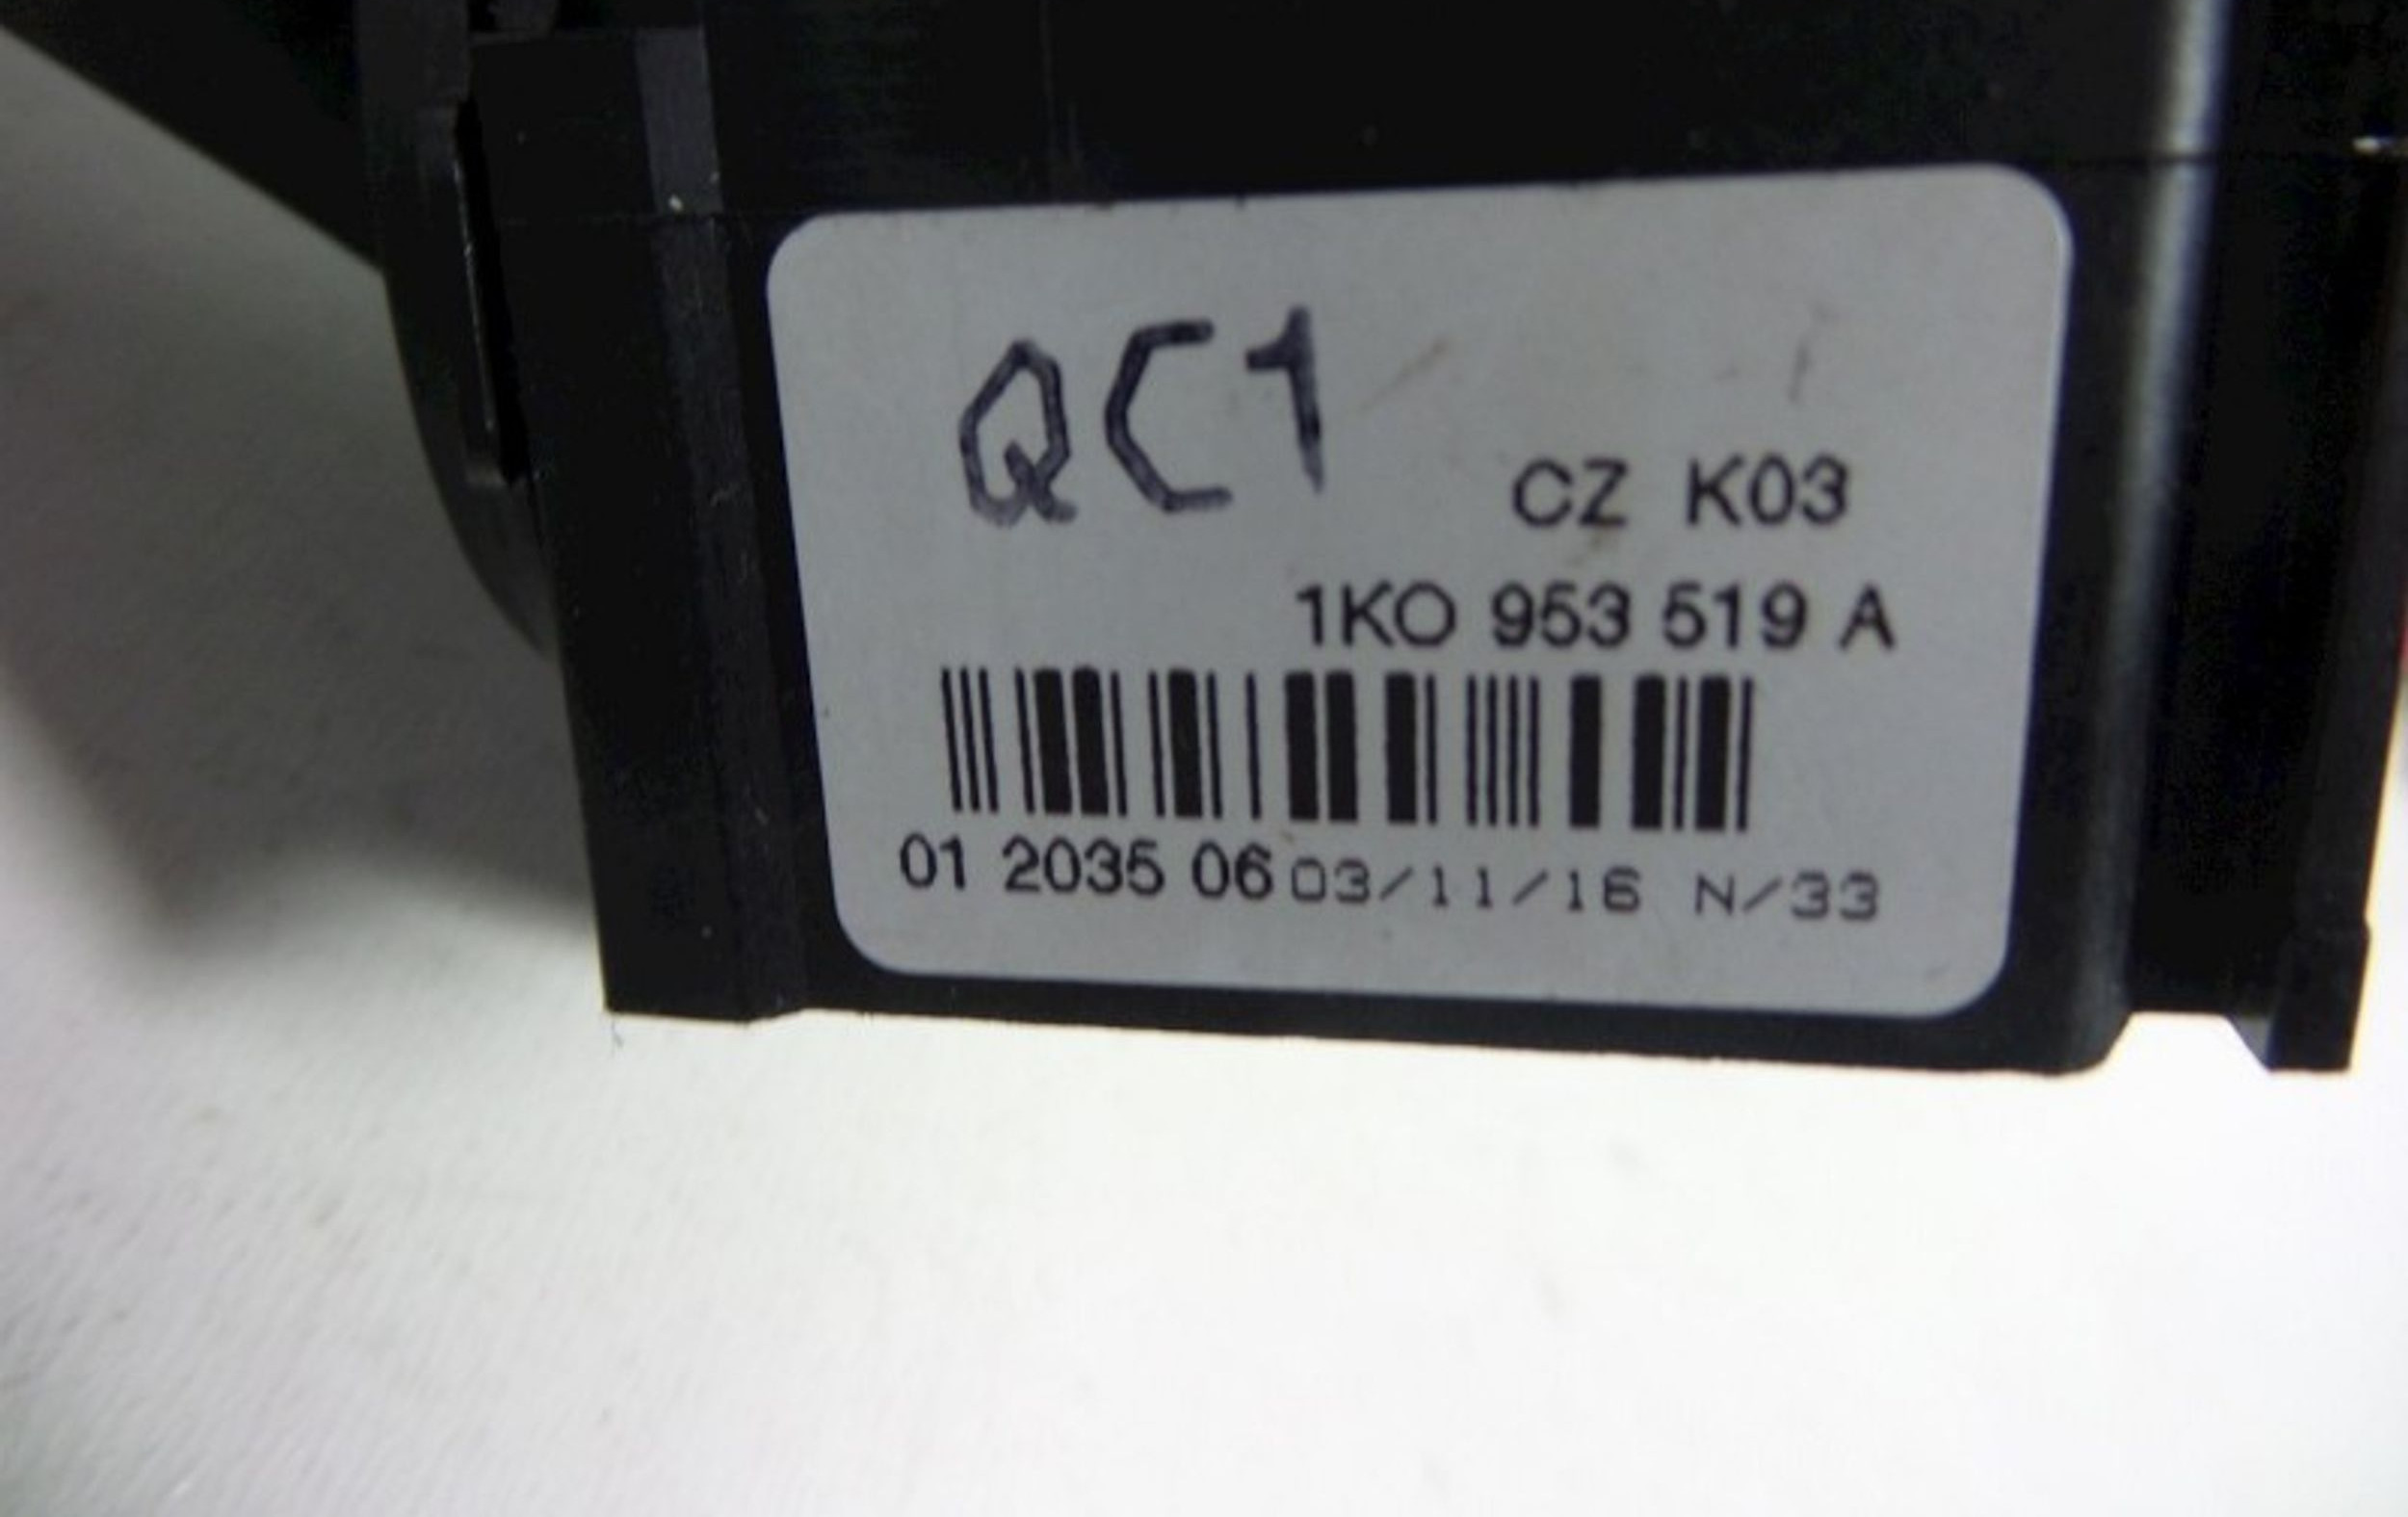 QC1
CZ K03
1KO 953 519 A
01 2035 06 03/11/16 N/33